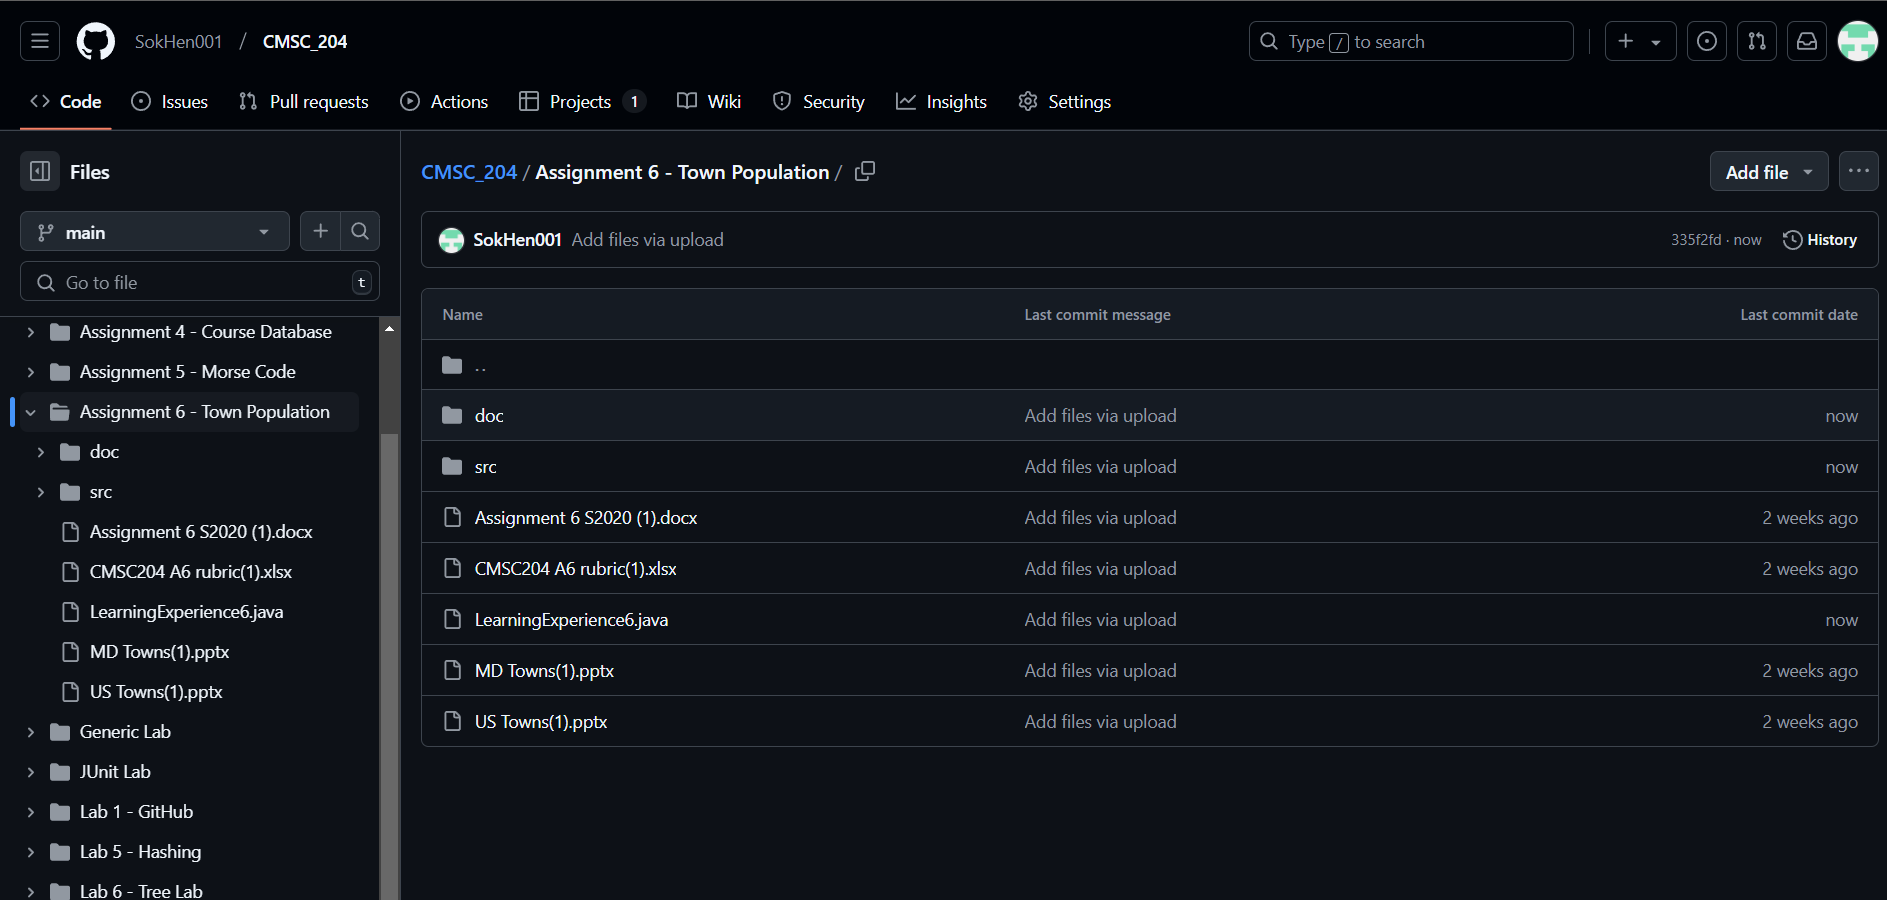 SokHen001 / CMSC_204
Type / to search
Code Issues Pull requests Actions Projects 1 Wiki Security Insights Settings
Files
main
Go to file t
Assignment 4 - Course Database
Assignment 5 - Morse Code
Assignment 6 - Town Population
doc
src
Assignment 6 S2020 (1).docx
CMSC204 A6 rubric(1).xlsx
LearningExperience6.java
MD Towns(1).pptx
US Towns(1).pptx
Generic Lab
JUnit Lab
Lab 1 - GitHub
Lab 5 - Hashing
Lab 6 - Tree Lab
CMSC_204 / Assignment 6 - Town Population /
Add file
SokHen001 Add files via upload 335f2fd · now History
Name Last commit message Last commit date
..
doc Add files via upload now
src Add files via upload now
Assignment 6 S2020 (1).docx Add files via upload 2 weeks ago
CMSC204 A6 rubric(1).xlsx Add files via upload 2 weeks ago
LearningExperience6.java Add files via upload now
MD Towns(1).pptx Add files via upload 2 weeks ago
US Towns(1).pptx Add files via upload 2 weeks ago